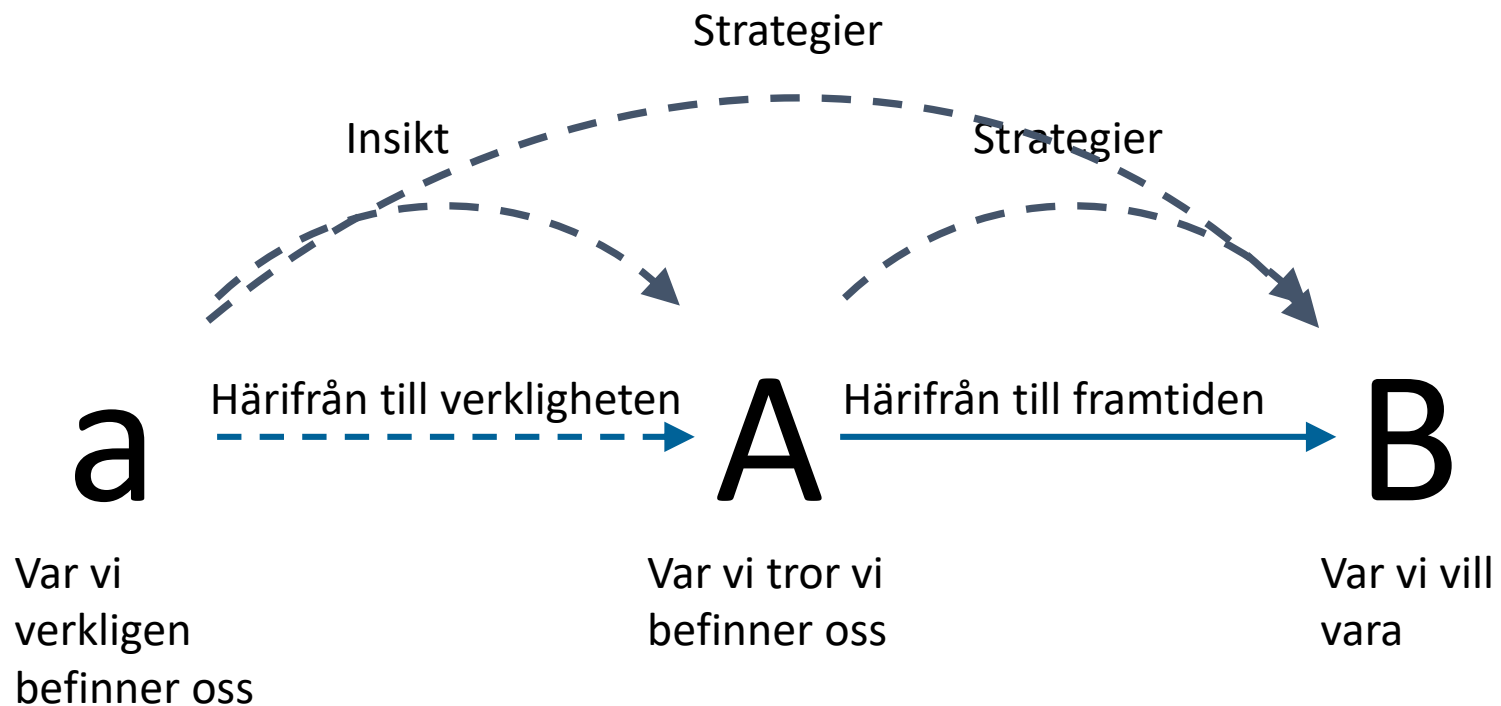 Strategier
Insikt
Strategier
Härifrån till verkligheten
Härifrån till framtiden
a
A
B
Var vi
verkligen
befinner oss
Var vi tror vi
befinner oss
Var vi vill
vara